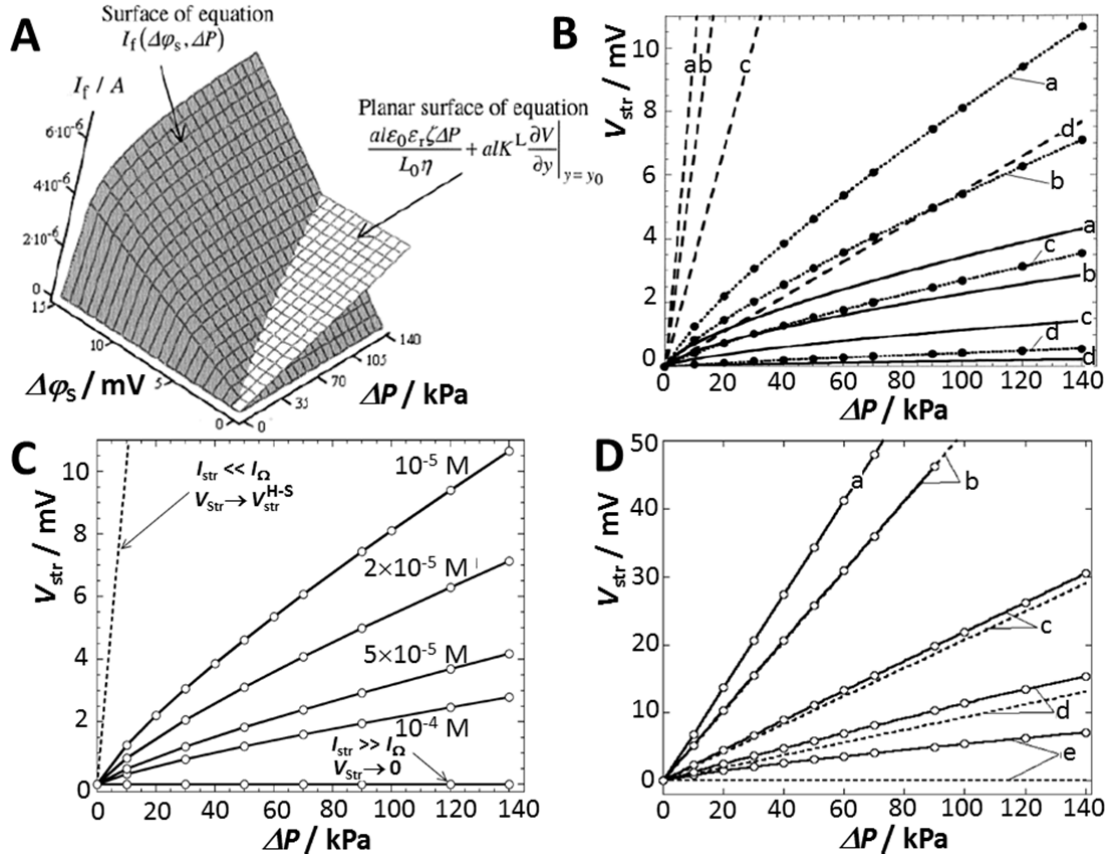 A
Surface of equation
I_f(Δφ_s, ΔP)
I_f / A
6·10⁻⁶
4·10⁻⁶
2·10⁻⁶
0
15
10
5
0
Δφ_s / mV
Planar surface of equation
alε₀ε_rζΔP / L₀η + alK^L ∂V/∂y |_{y=y₀}
0
35
70
105
140
ΔP / kPa
B
V_str / mV
10
8
6
4
2
0
a b c
a
d
b
a
c
b
c
d
d
0 20 40 60 80 100 120 140
ΔP / kPa
C
V_str / mV
10
8
6
4
2
0
I_str << I_Ω
V_Str → V_str^H-S
10⁻⁵ M
2×10⁻⁵ M
5×10⁻⁵ M
10⁻⁴ M
I_str >> I_Ω
V_Str → 0
0 20 40 60 80 100 120 140
ΔP / kPa
D
V_str / mV
50
40
30
20
10
0
a
b
c
d
e
0 20 40 60 80 100 120 140
ΔP / kPa